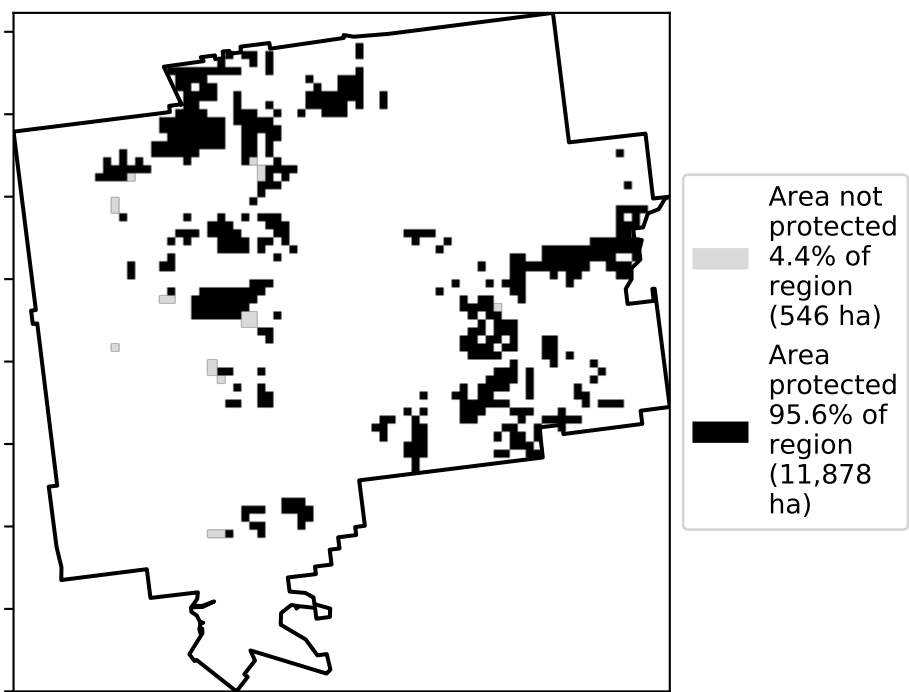 Area not
protected
4.4% of
region
(546 ha)
Area
protected
95.6% of
region
(11,878
ha)